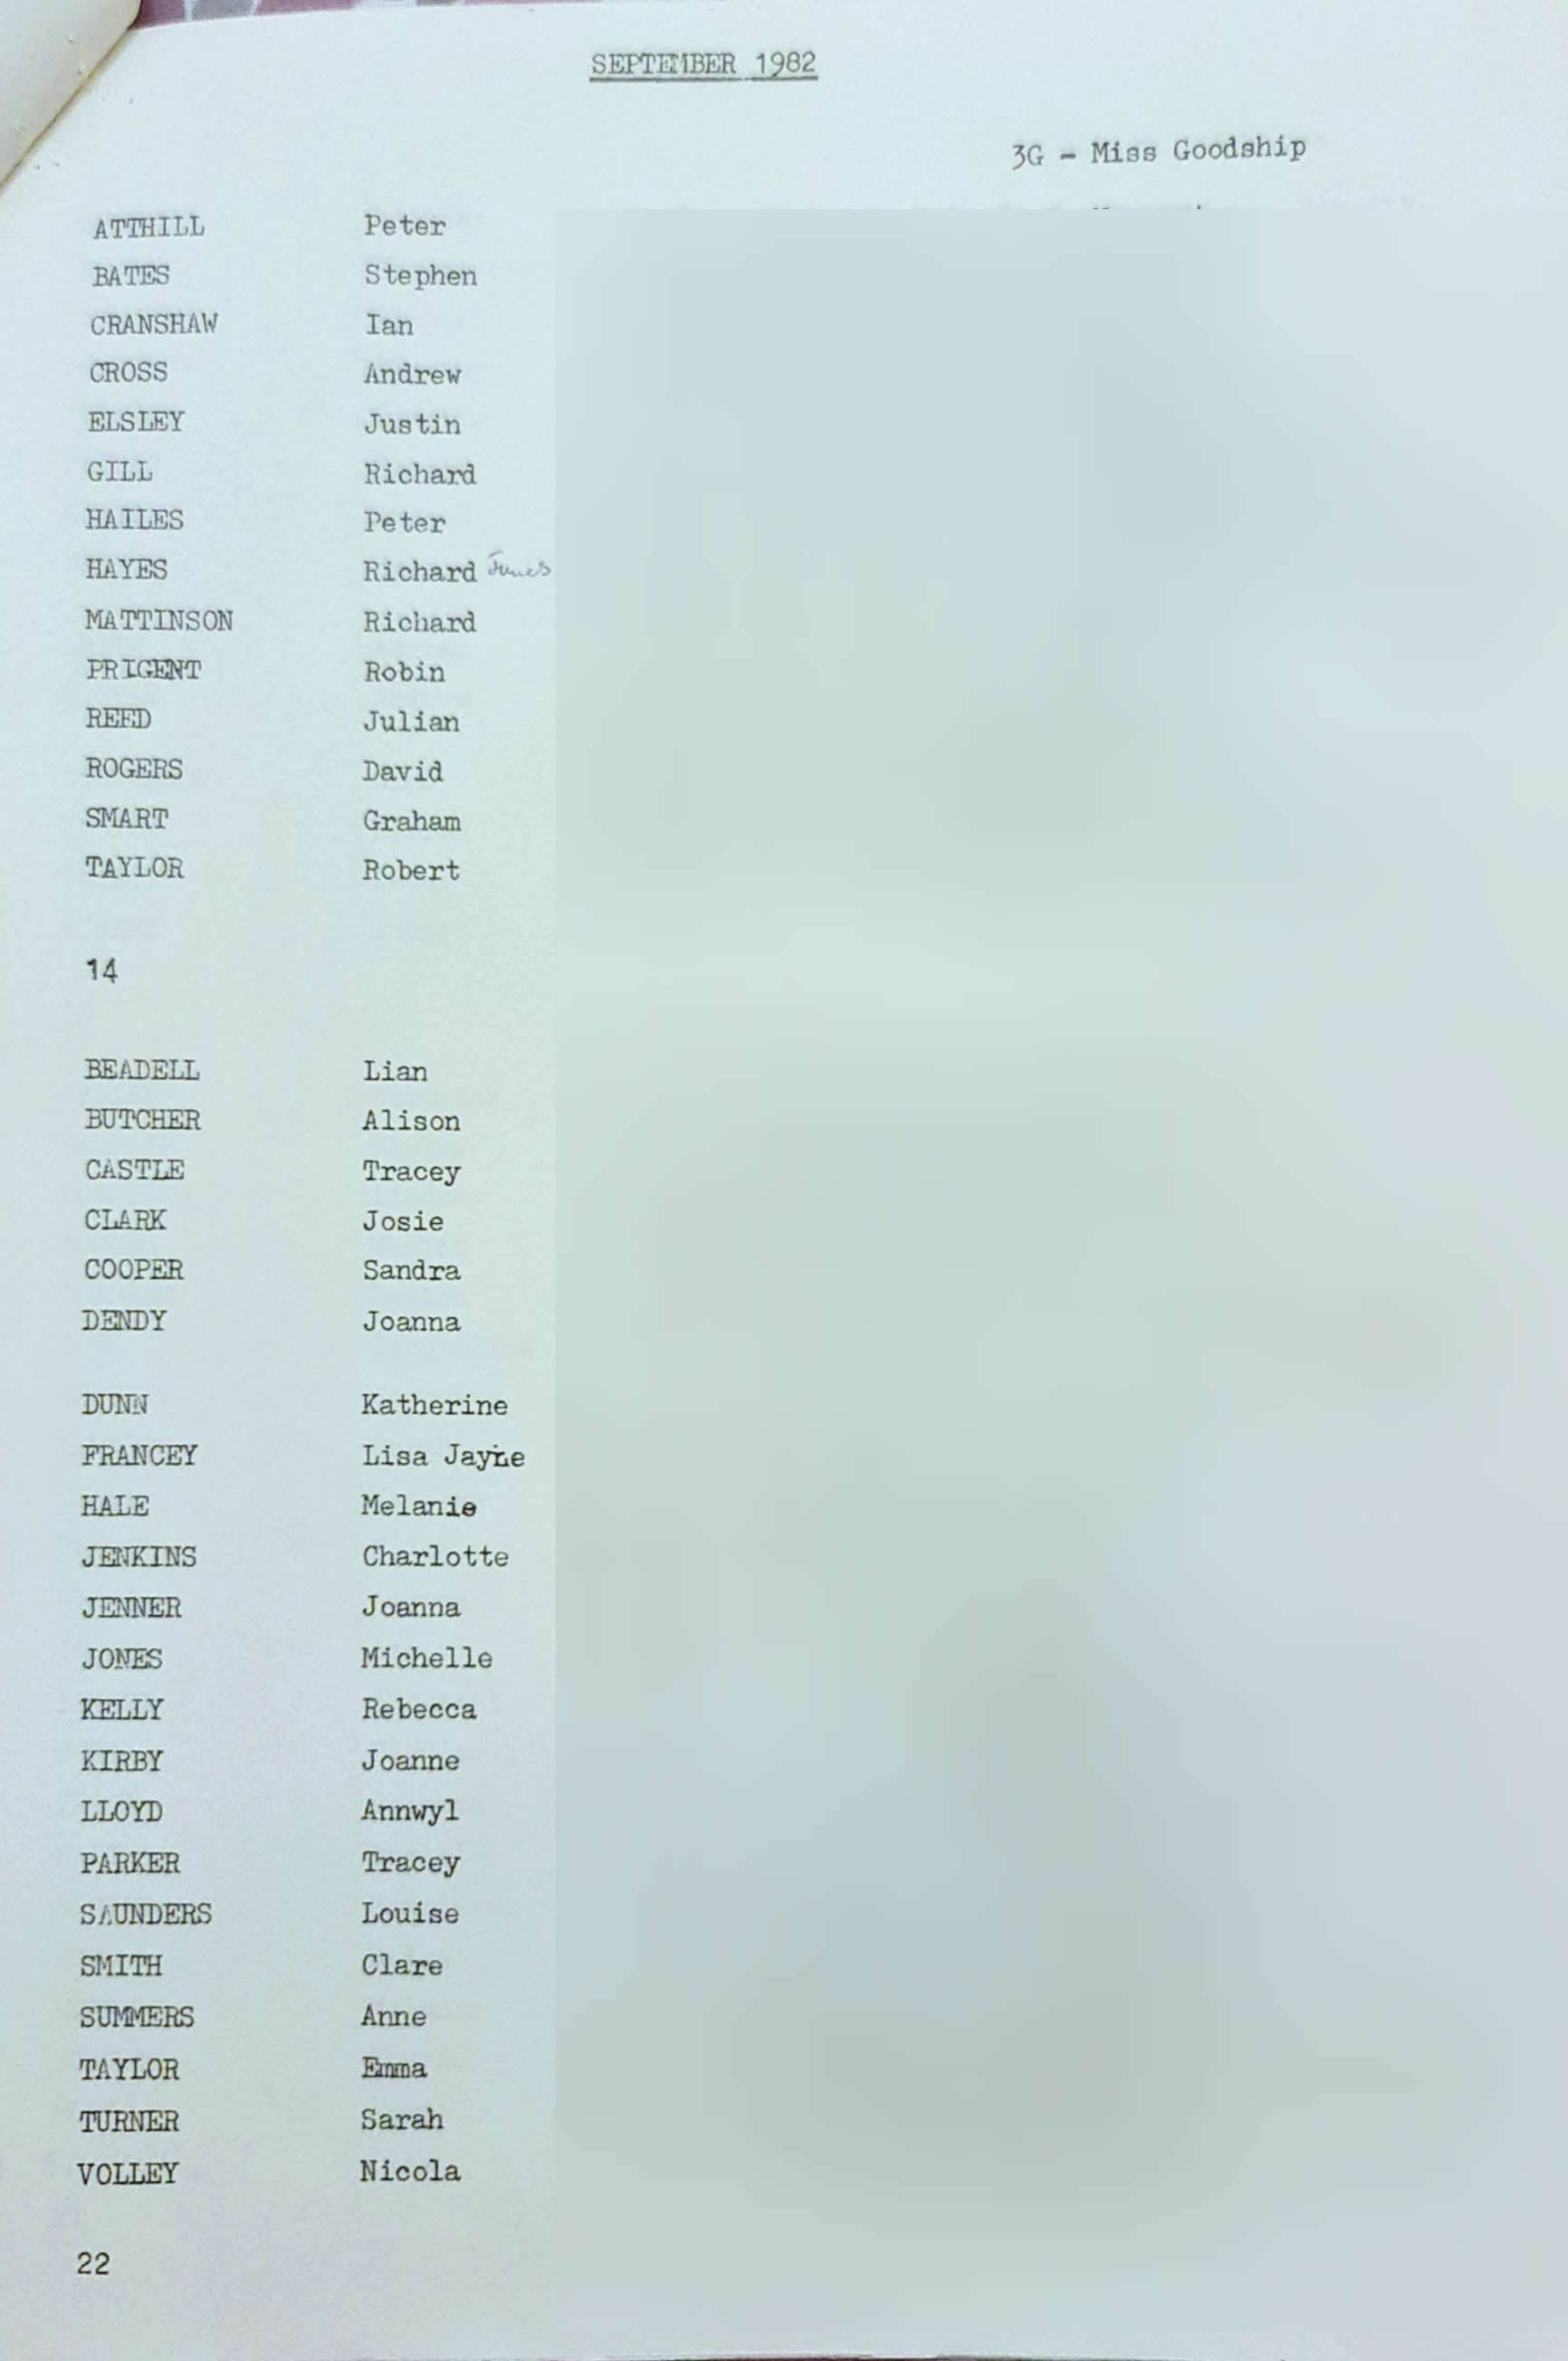 SEPTEMBER 1982
3G - Miss Goodship
ATTHILL Peter
BATES Stephen
CRANSHAW Ian
CROSS Andrew
ELSLEY Justin
GILL Richard
HAILES Peter
HAYES Richard James
MATTINSON Richard
PRIGENT Robin
REED Julian
ROGERS David
SMART Graham
TAYLOR Robert
14
BEADELL Lian
BUTCHER Alison
CASTLE Tracey
CLARK Josie
COOPER Sandra
DENDY Joanna
DUNN Katherine
FRANCEY Lisa Jayne
HALE Melanie
JENKINS Charlotte
JENNER Joanna
JONES Michelle
KELLY Rebecca
KIRBY Joanne
LLOYD Annwyl
PARKER Tracey
SAUNDERS Louise
SMITH Clare
SUMMERS Anne
TAYLOR Emma
TURNER Sarah
VOLLEY Nicola
22